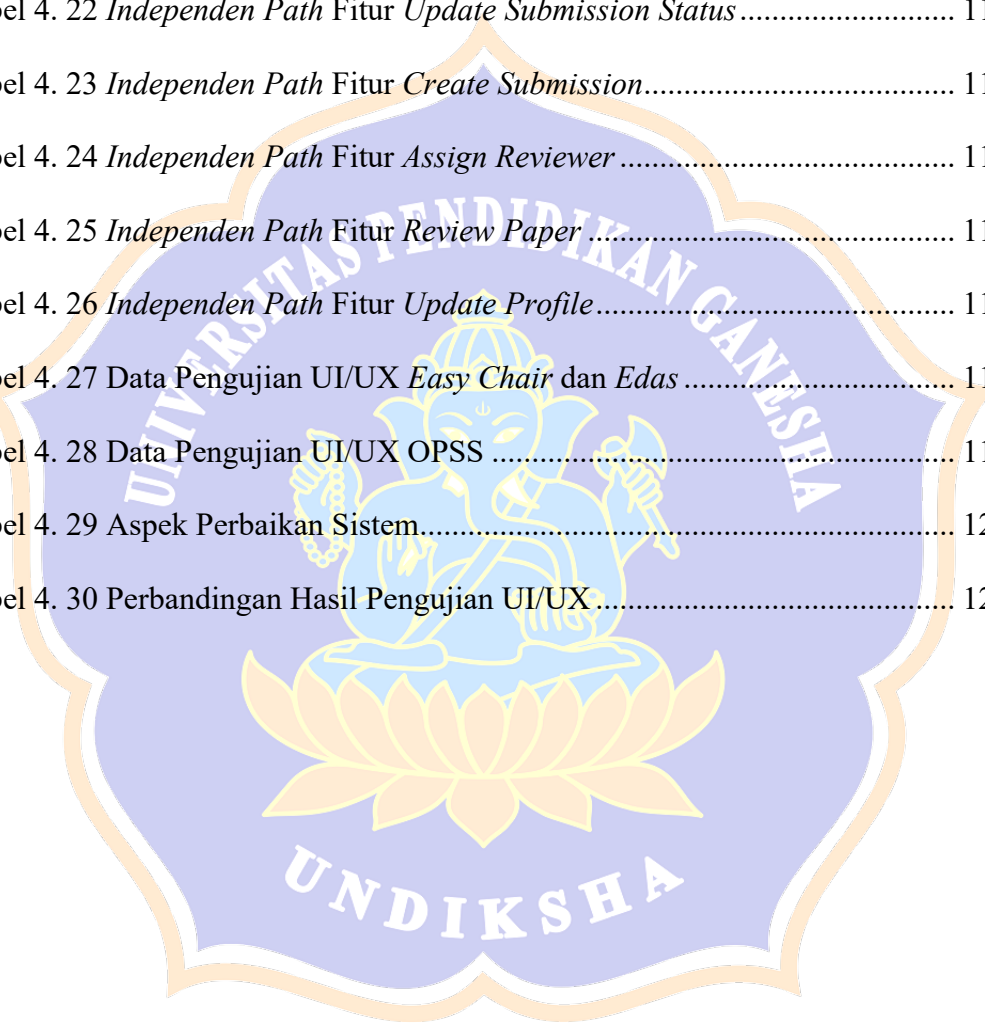 bel 4. 22 Independen Path Fitur Update Submission Status ........................... 11
bel 4. 23 Independen Path Fitur Create Submission....................................... 11
bel 4. 24 Independen Path Fitur Assign Reviewer .......................................... 11
bel 4. 25 Independen Path Fitur Review Paper .............................................. 11
bel 4. 26 Independen Path Fitur Update Profile............................................. 11
bel 4. 27 Data Pengujian UI/UX Easy Chair dan Edas .................................. 11
bel 4. 28 Data Pengujian UI/UX OPSS .......................................................... 11
bel 4. 29 Aspek Perbaikan Sistem................................................................... 12
bel 4. 30 Perbandingan Hasil Pengujian UI/UX ............................................. 12
UNIVERSITAS PENDIDIKAN GANESHA
UNDIKSHA